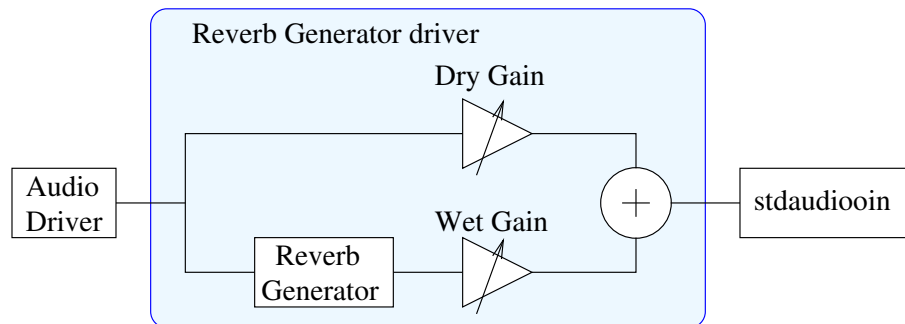 Reverb Generator driver
Dry Gain
Audio
Driver
stdaudiooin
Wet Gain
Reverb
Generator